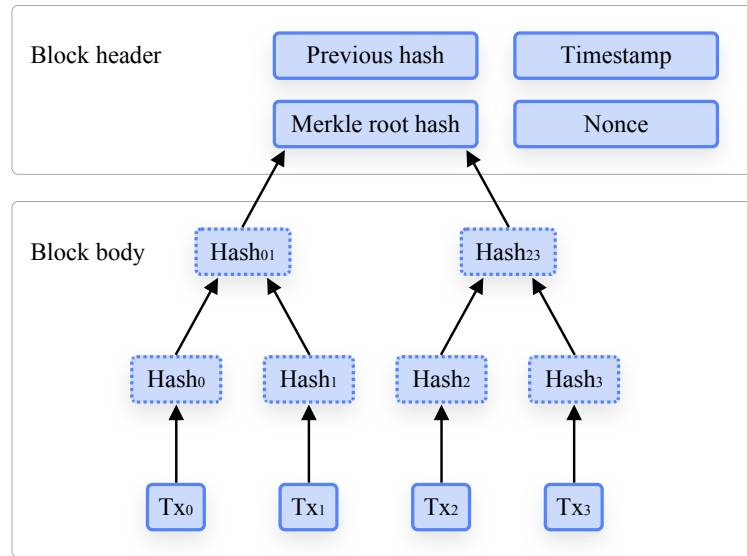 Block header
Previous hash
Timestamp
Merkle root hash
Nonce
Block body
Hash₀₁
Hash₂₃
Hash₀
Hash₁
Hash₂
Hash₃
Tx₀
Tx₁
Tx₂
Tx₃